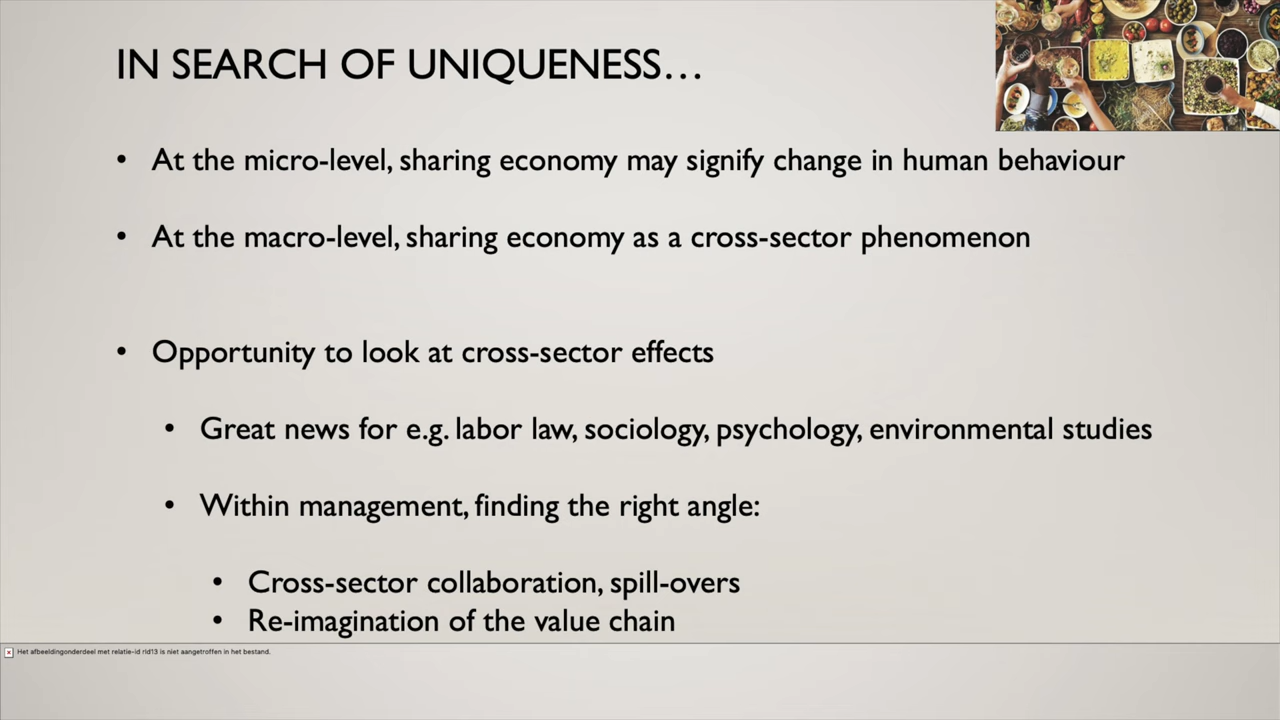 IN SEARCH OF UNIQUENESS…
• At the micro-level, sharing economy may signify change in human behaviour
• At the macro-level, sharing economy as a cross-sector phenomenon
• Opportunity to look at cross-sector effects
• Great news for e.g. labor law, sociology, psychology, environmental studies
• Within management, finding the right angle:
• Cross-sector collaboration, spill-overs
• Re-imagination of the value chain
Het afbeeldingonderdeel met relatie-id rId13 is niet aangetroffen in het bestand.